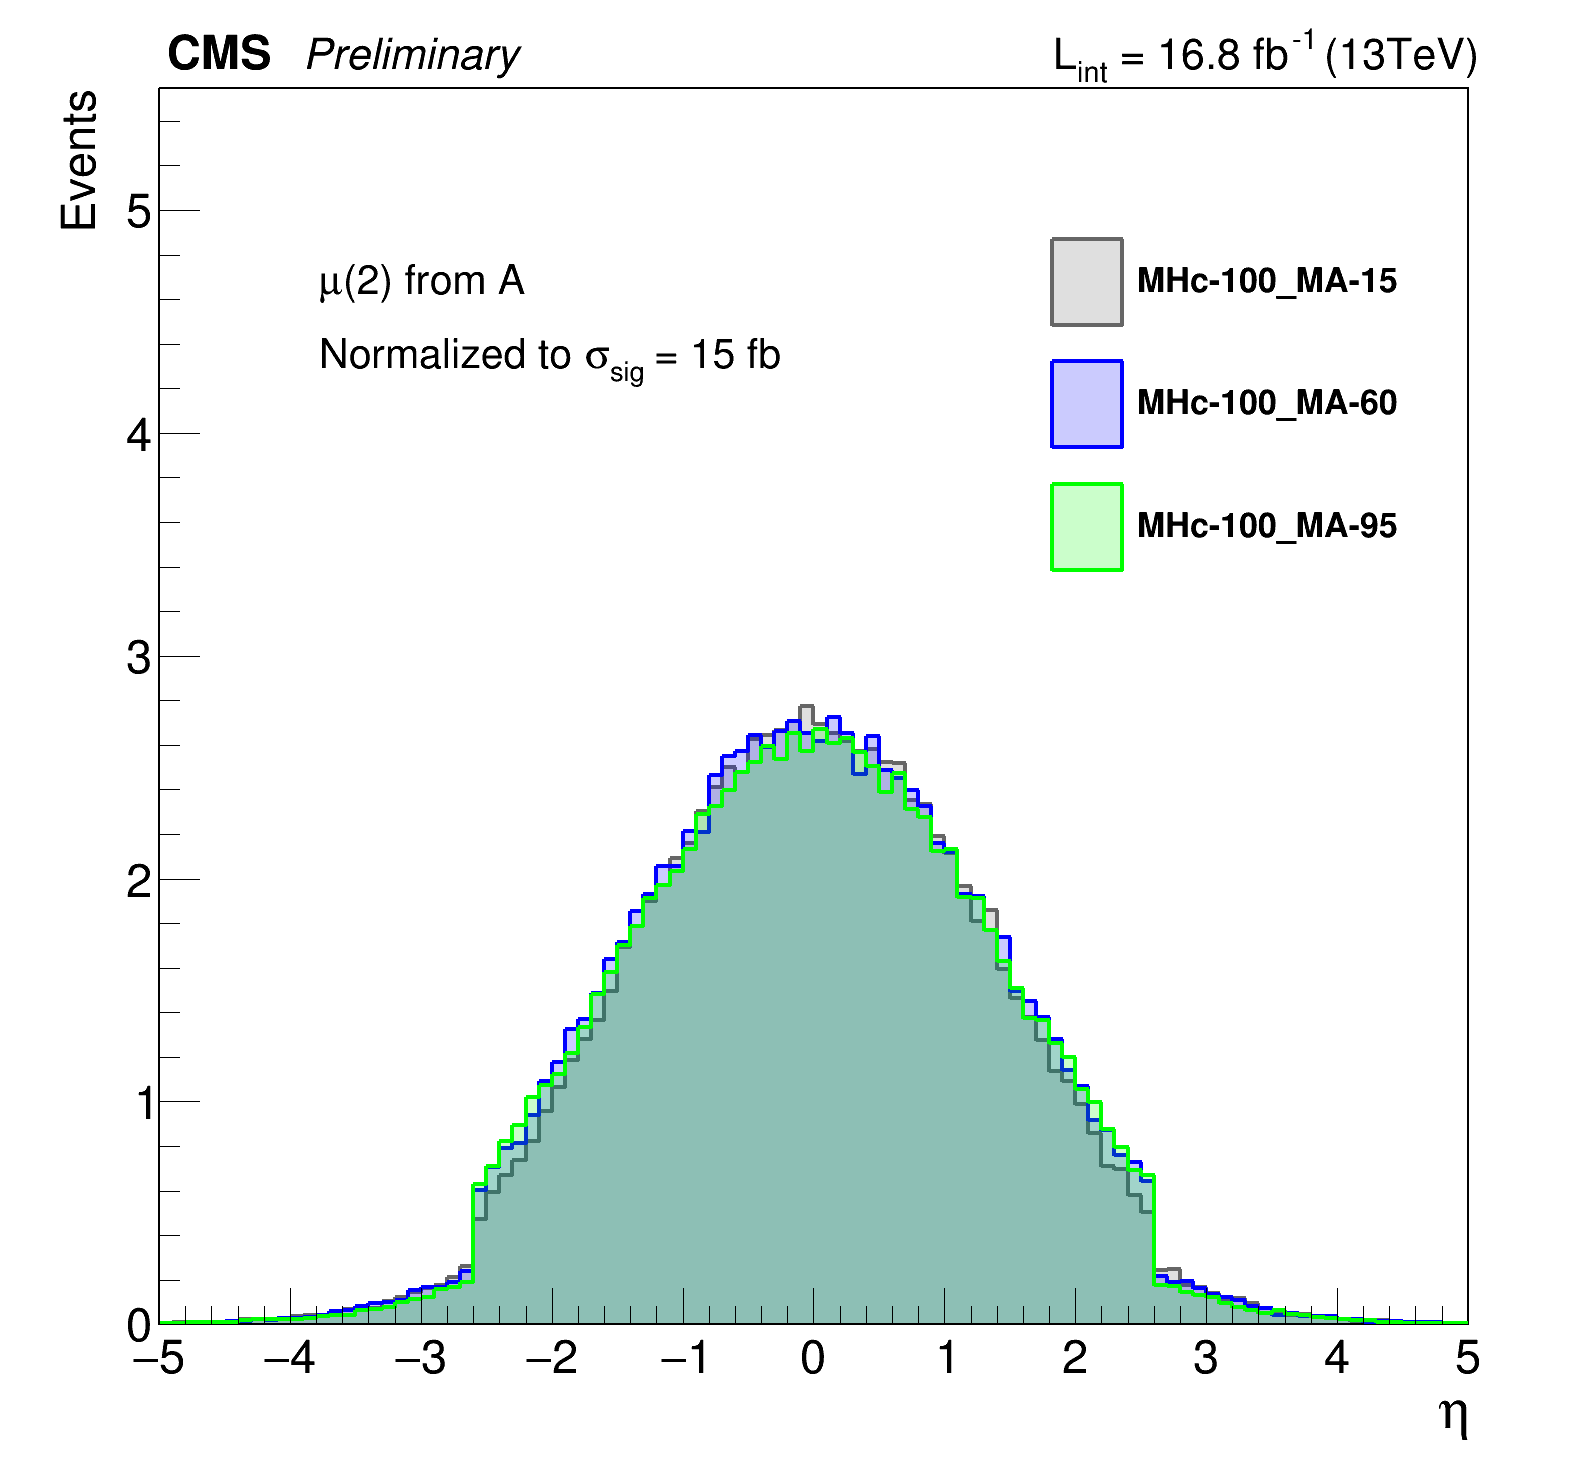 CMS Preliminary
L_int = 16.8 fb^-1 (13TeV)
Events
5
4
3
2
1
0
μ(2) from A
Normalized to σ_sig = 15 fb
MHc-100_MA-15
MHc-100_MA-60
MHc-100_MA-95
−5 −4 −3 −2 −1 0 1 2 3 4 5
η